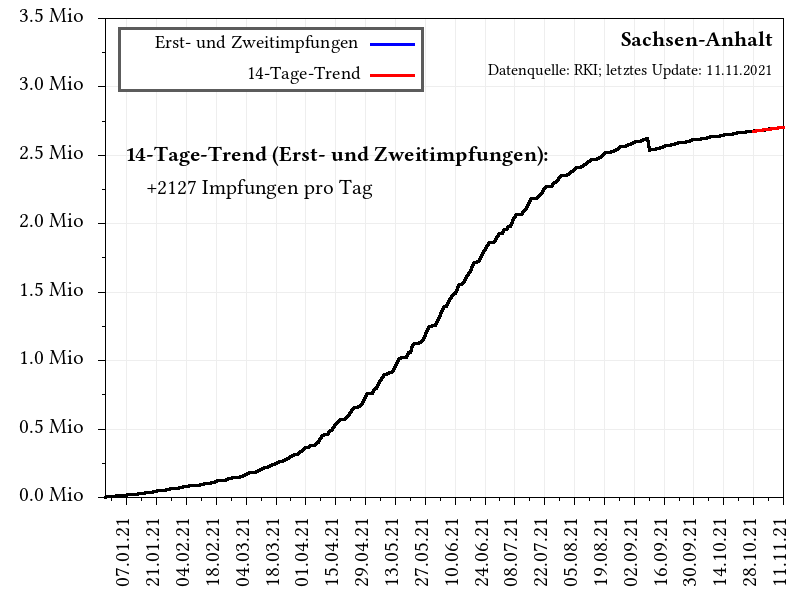 3.5 Mio
3.0 Mio
2.5 Mio
2.0 Mio
1.5 Mio
1.0 Mio
0.5 Mio
0.0 Mio
Erst- und Zweitimpfungen
14-Tage-Trend
Sachsen-Anhalt
Datenquelle: RKI; letztes Update: 11.11.2021
14-Tage-Trend (Erst- und Zweitimpfungen):
+2127 Impfungen pro Tag
07.01.21
21.01.21
04.02.21
18.02.21
04.03.21
18.03.21
01.04.21
15.04.21
29.04.21
13.05.21
27.05.21
10.06.21
24.06.21
08.07.21
22.07.21
05.08.21
19.08.21
02.09.21
16.09.21
30.09.21
14.10.21
28.10.21
11.11.21